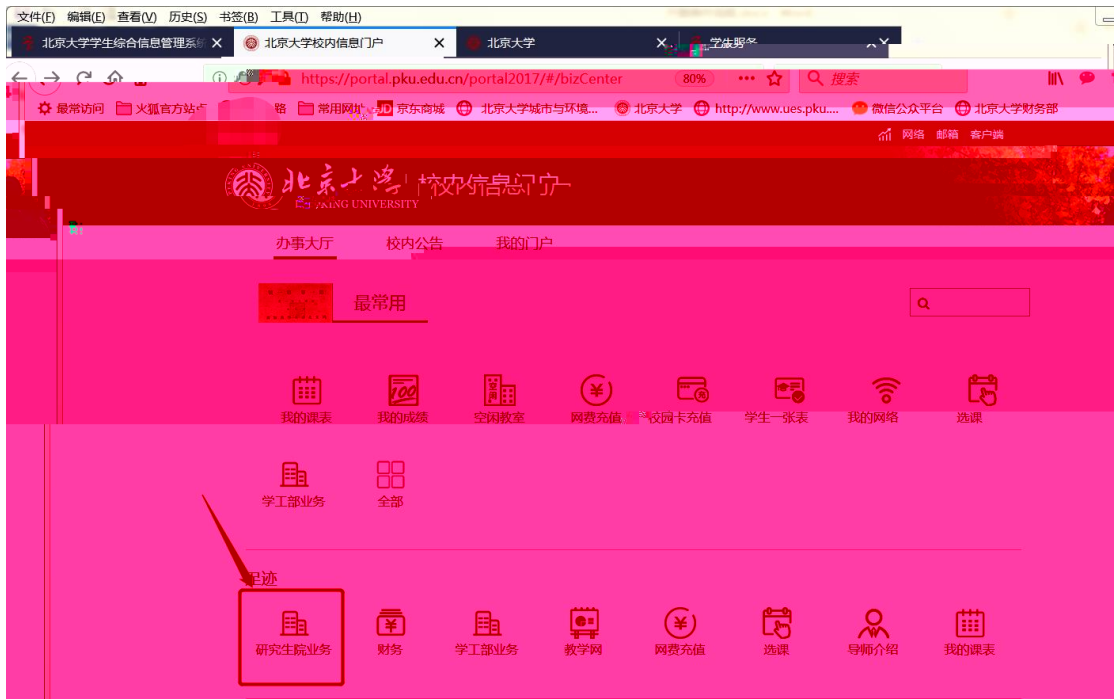 文件(F) 编辑(E) 查看(V) 历史(S) 书签(B) 工具(T) 帮助(H)
北京大学学生综合信息管理系统 北京大学校内信息门户 北京大学 学生服务
https://portal.pku.edu.cn/portal2017/#/bizCenter 80% 搜索
最常访问 火狐官方站点 路 常用网址 JD 京东商城 北京大学城市与环境... 北京大学 http://www.ues.pku.... 微信公众平台 北京大学财务部
网络 邮箱 客户端
北京大学 校内信息门户
PEKING UNIVERSITY
办事大厅 校内公告 我的门户
最常用
我的课表 我的成绩 空闲教室 网费充值 校园卡充值 学生一张表 我的网络 选课
学工部业务 全部
足迹
研究生院业务 财务 学工部业务 教学网 网费充值 选课 导师介绍 我的课表